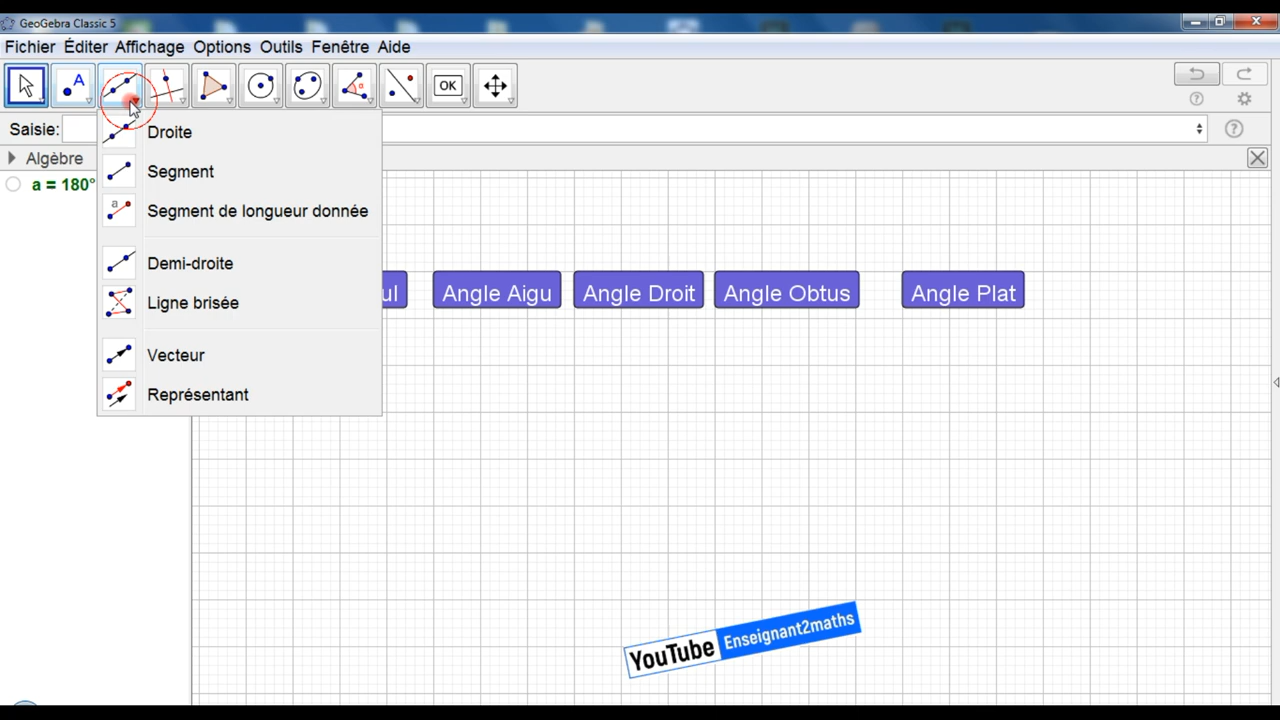 GeoGebra Classic 5
Fichier Éditer Affichage Options Outils Fenêtre Aide
A
α
OK
Saisie:
Droite
Algèbre
Segment
a = 180°
a
Segment de longueur donnée
Demi-droite
ul
Angle Aigu
Angle Droit
Angle Obtus
Angle Plat
Ligne brisée
Vecteur
Représentant
YouTube Enseignant2maths